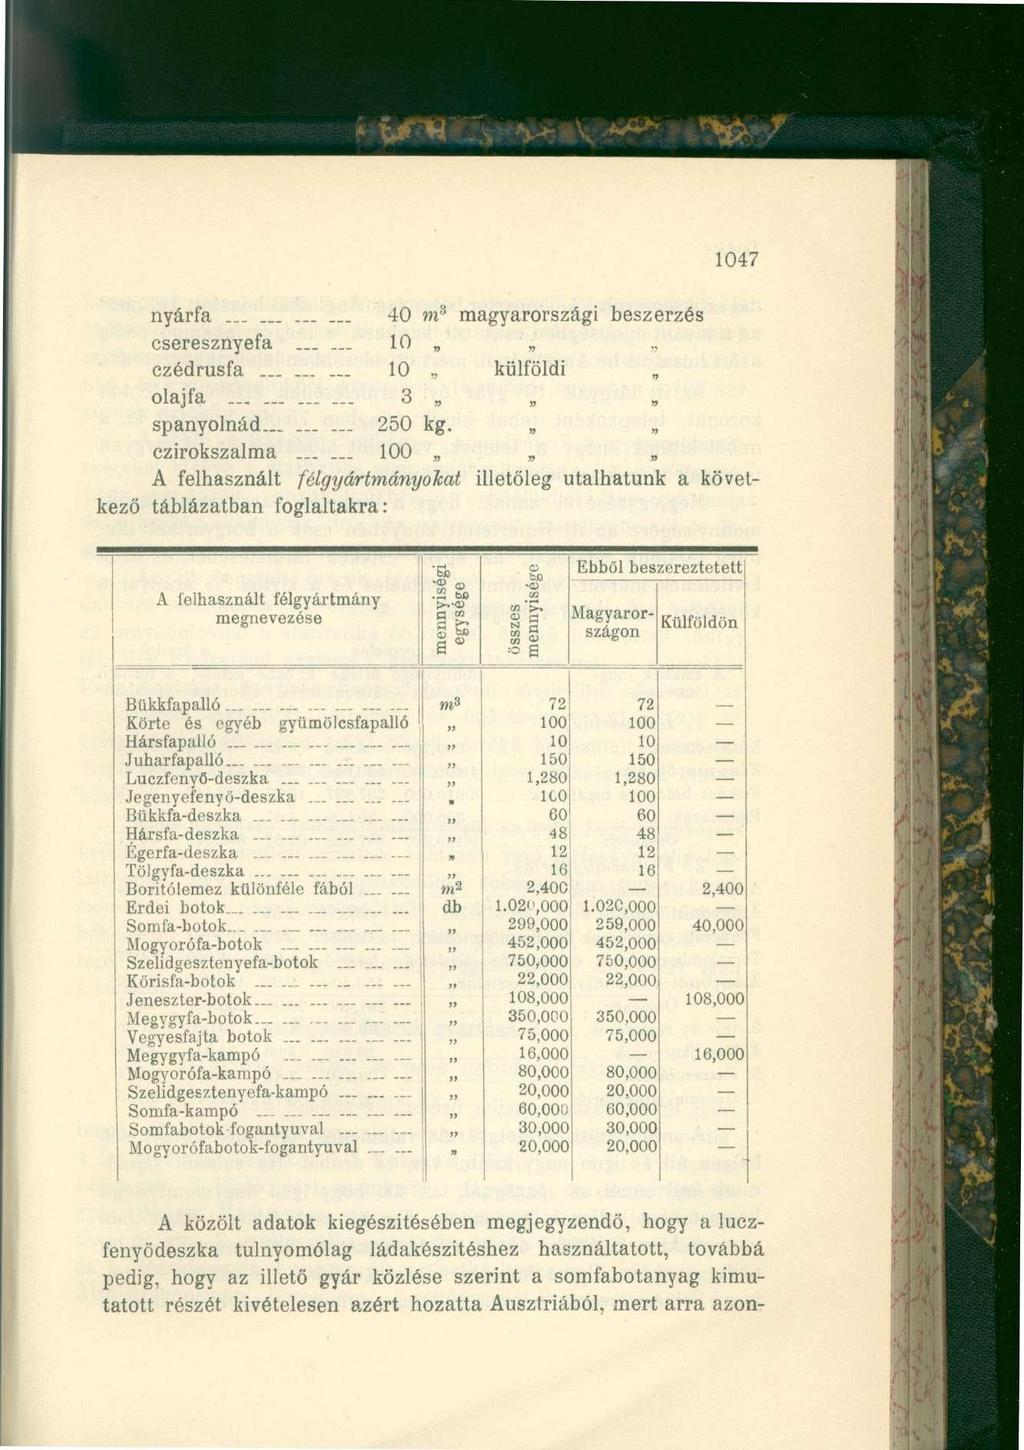 1047
nyárfa 40 m³ magyarországi beszerzés
cseresznyefa 10 „ „ „
czédrusfa 10 „ külföldi „
olajfa 3 „ „ „
spanyolnád 250 kg. „ „
czirokszalma 100 „ „ „
A felhasznált félgyártmányokat illetőleg utalhatunk a követ-
kező táblázatban foglaltakra:
A felhasznált félgyártmány megnevezése
mennyiségi egysége
összes mennyisége
Ebből beszereztetett
Magyaror-
szágon
Külföldön
Bükkfapalló m³ 72 72 —
Körte és egyéb gyümölcsfapalló „ 100 100 —
Hársfapalló „ 10 10 —
Juharfapalló „ 150 150 —
Luczfenyő-deszka „ 1,280 1,280 —
Jegenyefenyő-deszka „ 100 100 —
Bükkfa-deszka „ 60 60 —
Hársfa-deszka „ 48 48 —
Égerfa-deszka „ 12 12 —
Tölgyfa-deszka „ 16 16 —
Boritólemez különféle fából m² 2,400 — 2,400
Erdei botok db 1.020,000 1.020,000 —
Somfa-botok „ 299,000 259,000 40,000
Mogyorófa-botok „ 452,000 452,000 —
Szelidgesztenyefa-botok „ 750,000 750,000 —
Kőrisfa-botok „ 22,000 22,000 —
Jeneszter-botok „ 108,000 — 108,000
Megygyfa-botok „ 350,000 350,000 —
Vegyesfajta botok „ 75,000 75,000 —
Megygyfa-kampó „ 16,000 — 16,000
Mogyorófa-kampó „ 80,000 80,000 —
Szelidgesztenyefa-kampó „ 20,000 20,000 —
Somfa-kampó „ 60,000 60,000 —
Somfabotok-fogantyuval „ 30,000 30,000 —
Mogyorófabotok-fogantyuval „ 20,000 20,000 —
A közölt adatok kiegészitésében megjegyzendő, hogy a lucz-
fenyődeszka tulnyomólag ládakészitéshez használtatott, továbbá
pedig, hogy az illető gyár közlése szerint a somfabotanyag kimu-
tatott részét kivételesen azért hozatta Ausztriából, mert arra azon-